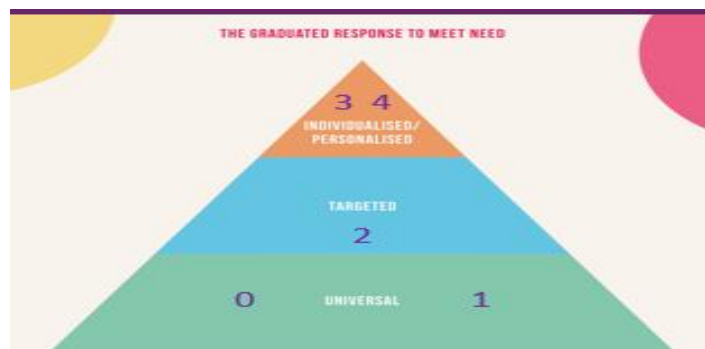 THE GRADUATED RESPONSE TO MEET NEED
3 4
INDIVIDUALISED/
PERSONALISED
TARGETED
2
0 UNIVERSAL 1